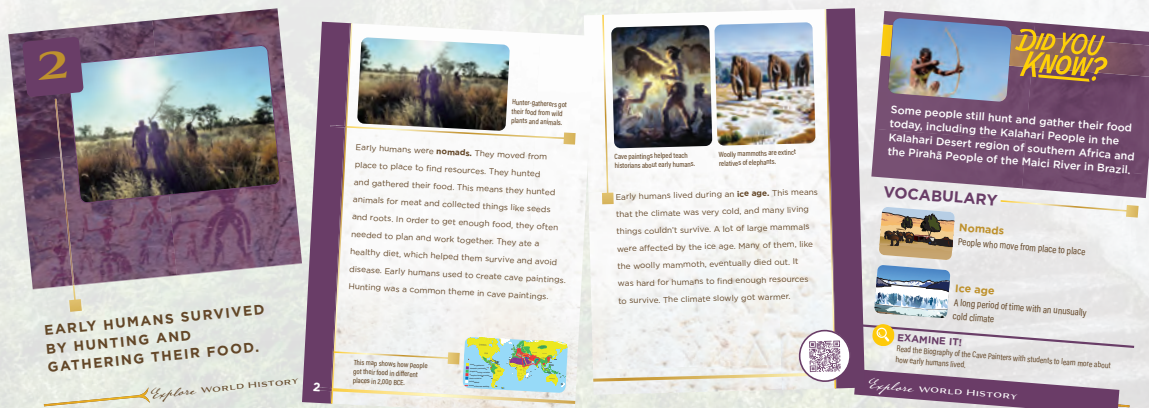 2
EARLY HUMANS SURVIVED
BY HUNTING AND
GATHERING THEIR FOOD.
Explore WORLD HISTORY
Hunter-gatherers got
their food from wild
plants and animals.
Early humans were nomads. They moved from
place to place to find resources. They hunted
and gathered their food. This means they hunted
animals for meat and collected things like seeds
and roots. In order to get enough food, they often
needed to plan and work together. They ate a
healthy diet, which helped them survive and avoid
disease. Early humans used to create cave paintings.
Hunting was a common theme in cave paintings.
This map shows how people
got their food in different
places in 2,000 BCE.
2
Cave paintings helped teach
historians about early humans.
Woolly mammoths are extinct
relatives of elephants.
Early humans lived during an ice age. This means
that the climate was very cold, and many living
things couldn't survive. A lot of large mammals
were affected by the ice age. Many of them, like
the woolly mammoth, eventually died out. It
was hard for humans to find enough resources
to survive. The climate slowly got warmer.
DID YOU
KNOW?
Some people still hunt and gather their food
today, including the Kalahari People in the
Kalahari Desert region of southern Africa and
the Pirahã People of the Maici River in Brazil.
VOCABULARY
Nomads
People who move from place to place
Ice age
A long period of time with an unusually
cold climate
EXAMINE IT!
Read the Biography of the Cave Painters with students to learn more about
how early humans lived.
Explore WORLD HISTORY